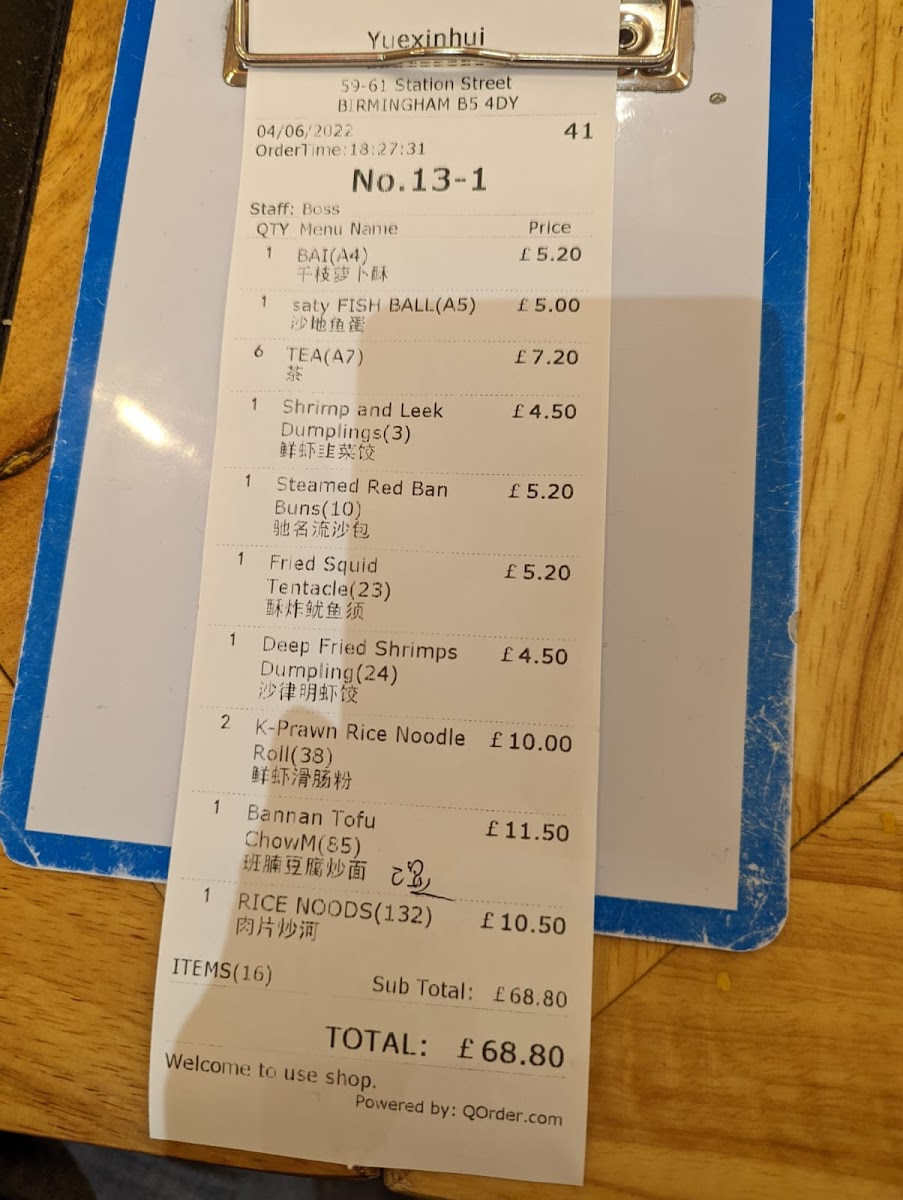 Yuexinhui
59-61 Station Street
BIRMINGHAM B5 4DY
04/06/2022 41
OrderTime:18:27:31
No.13-1
Staff: Boss
QTY Menu Name Price
1 BAI(A4) £5.20
千枝萝卜酥
1 saty FISH BALL(A5) £5.00
沙地鱼蛋
6 TEA(A7) £7.20
茶
1 Shrimp and Leek £4.50
Dumplings(3)
鲜虾韭菜饺
1 Steamed Red Ban £5.20
Buns(10)
驰名流沙包
1 Fried Squid £5.20
Tentacle(23)
酥炸鱿鱼须
1 Deep Fried Shrimps £4.50
Dumpling(24)
沙律明虾饺
2 K-Prawn Rice Noodle £10.00
Roll(38)
鲜虾滑肠粉
1 Bannan Tofu £11.50
ChowM(85)
班腩豆腐炒面
1 RICE NOODS(132) £10.50
肉片炒河
ITEMS(16) Sub Total: £68.80
TOTAL: £68.80
Welcome to use shop.
Powered by: QOrder.com